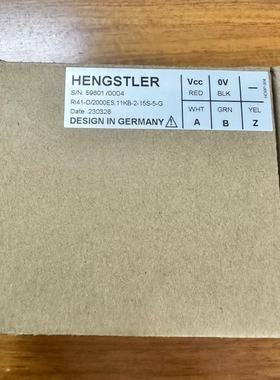 HENGSTLER
S/N. 59801/0004
RI41-O/2000ES.11KB-2-15S-5-G
Date. 230328
DESIGN IN GERMANY
Vcc 0V —
RED BLK
WHT GRN YEL
A B Z